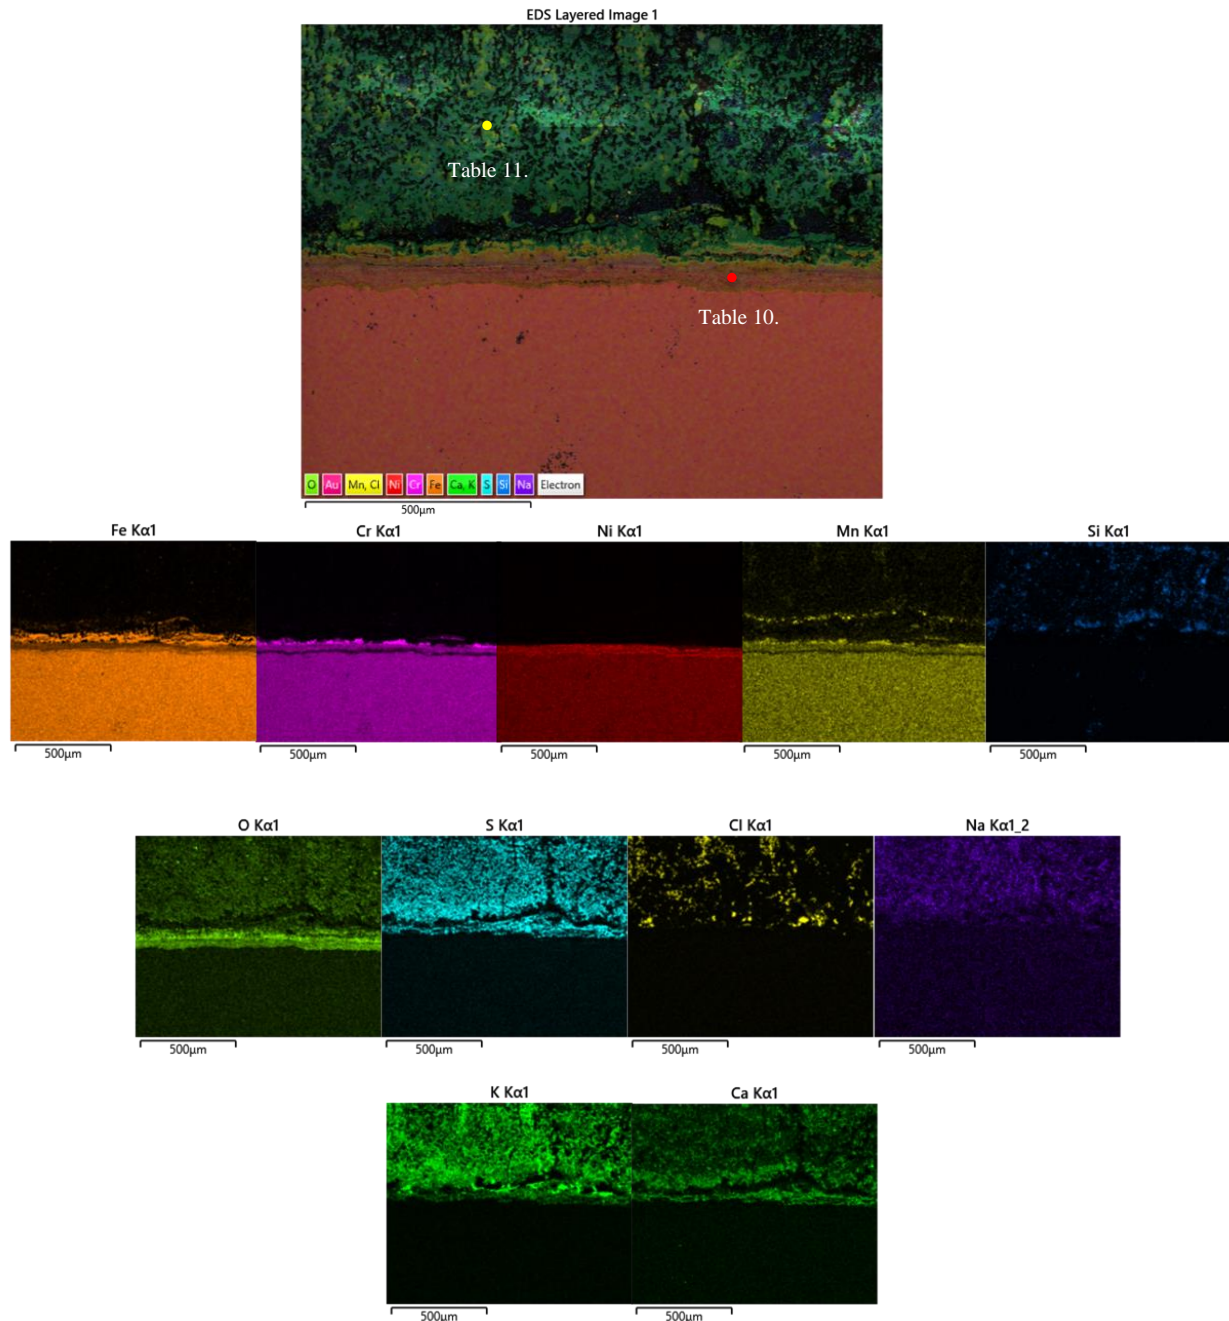 EDS Layered Image 1
Table 11.
Table 10.
O Au Mn, Cl Ni Cr Fe Ca, K S Si Na Electron
500µm
Fe Kα1 Cr Kα1 Ni Kα1 Mn Kα1 Si Kα1
500µm 500µm 500µm 500µm 500µm
O Kα1 S Kα1 Cl Kα1 Na Kα1_2
500µm 500µm 500µm 500µm
K Kα1 Ca Kα1
500µm 500µm